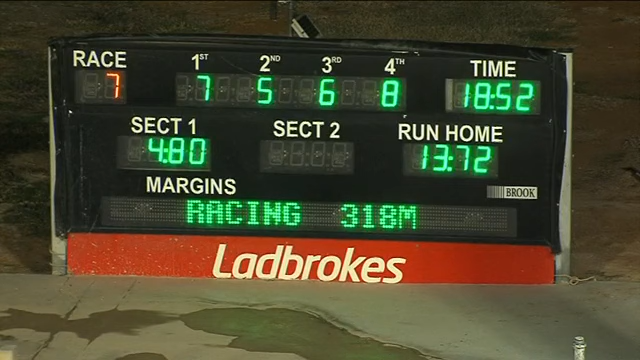 RACE 1ST 2ND 3RD 4TH TIME
7 7 5 6 8 18:52
SECT 1 SECT 2 RUN HOME
4.80 13:72
MARGINS BROOK
RACING 318M
Ladbrokes